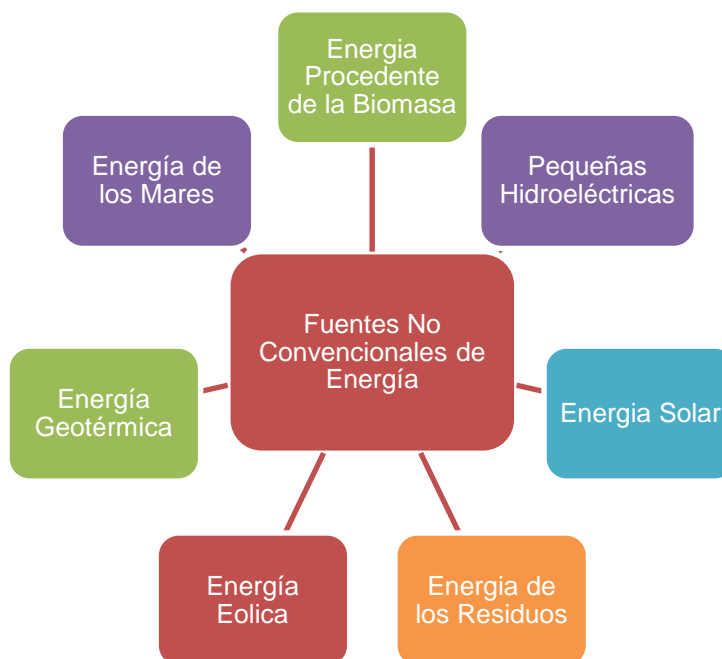 Energia
Procedente
de la Biomasa
Energía de
los Mares
Pequeñas
Hidroeléctricas
Fuentes No
Convencionales de
Energía
Energía
Geotérmica
Energia Solar
Energía
Eolica
Energia de
los Residuos